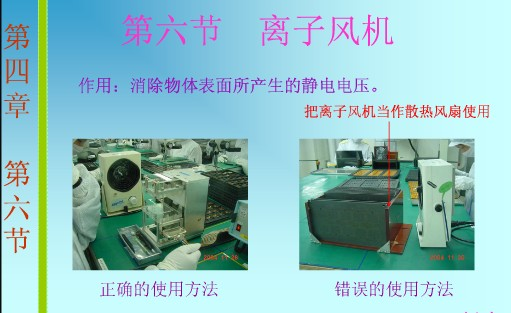 第四章 第六节
第六节 离子风机
作用：消除物体表面所产生的静电电压。
把离子风机当作散热风扇使用
正确的使用方法
错误的使用方法